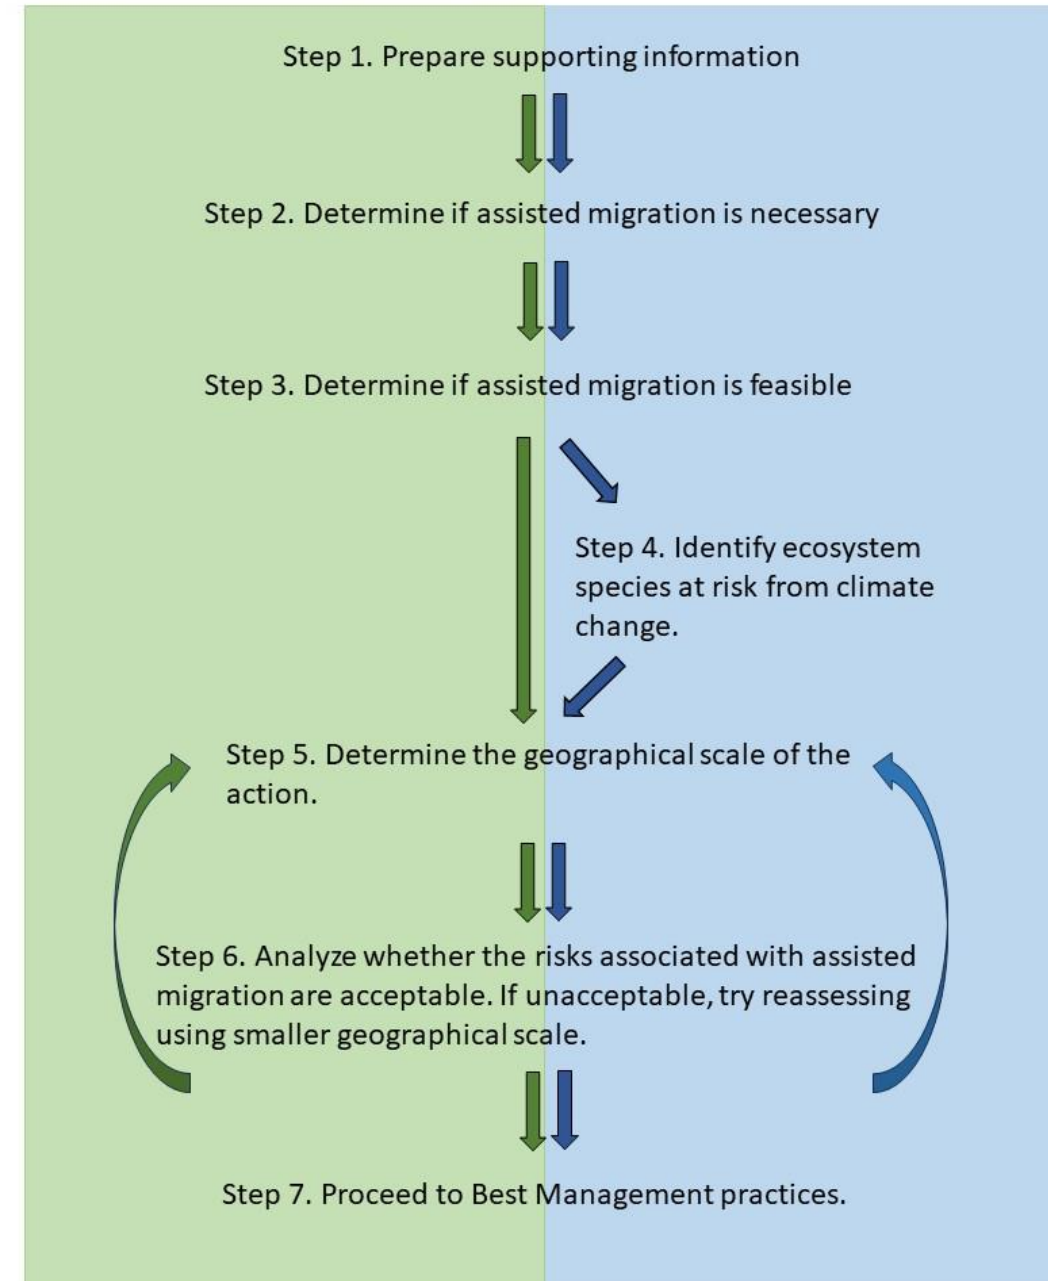 Step 1. Prepare supporting information
Step 2. Determine if assisted migration is necessary
Step 3. Determine if assisted migration is feasible
Step 4. Identify ecosystem
species at risk from climate
change.
Step 5. Determine the geographical scale of the
action.
Step 6. Analyze whether the risks associated with assisted
migration are acceptable. If unacceptable, try reassessing
using smaller geographical scale.
Step 7. Proceed to Best Management practices.